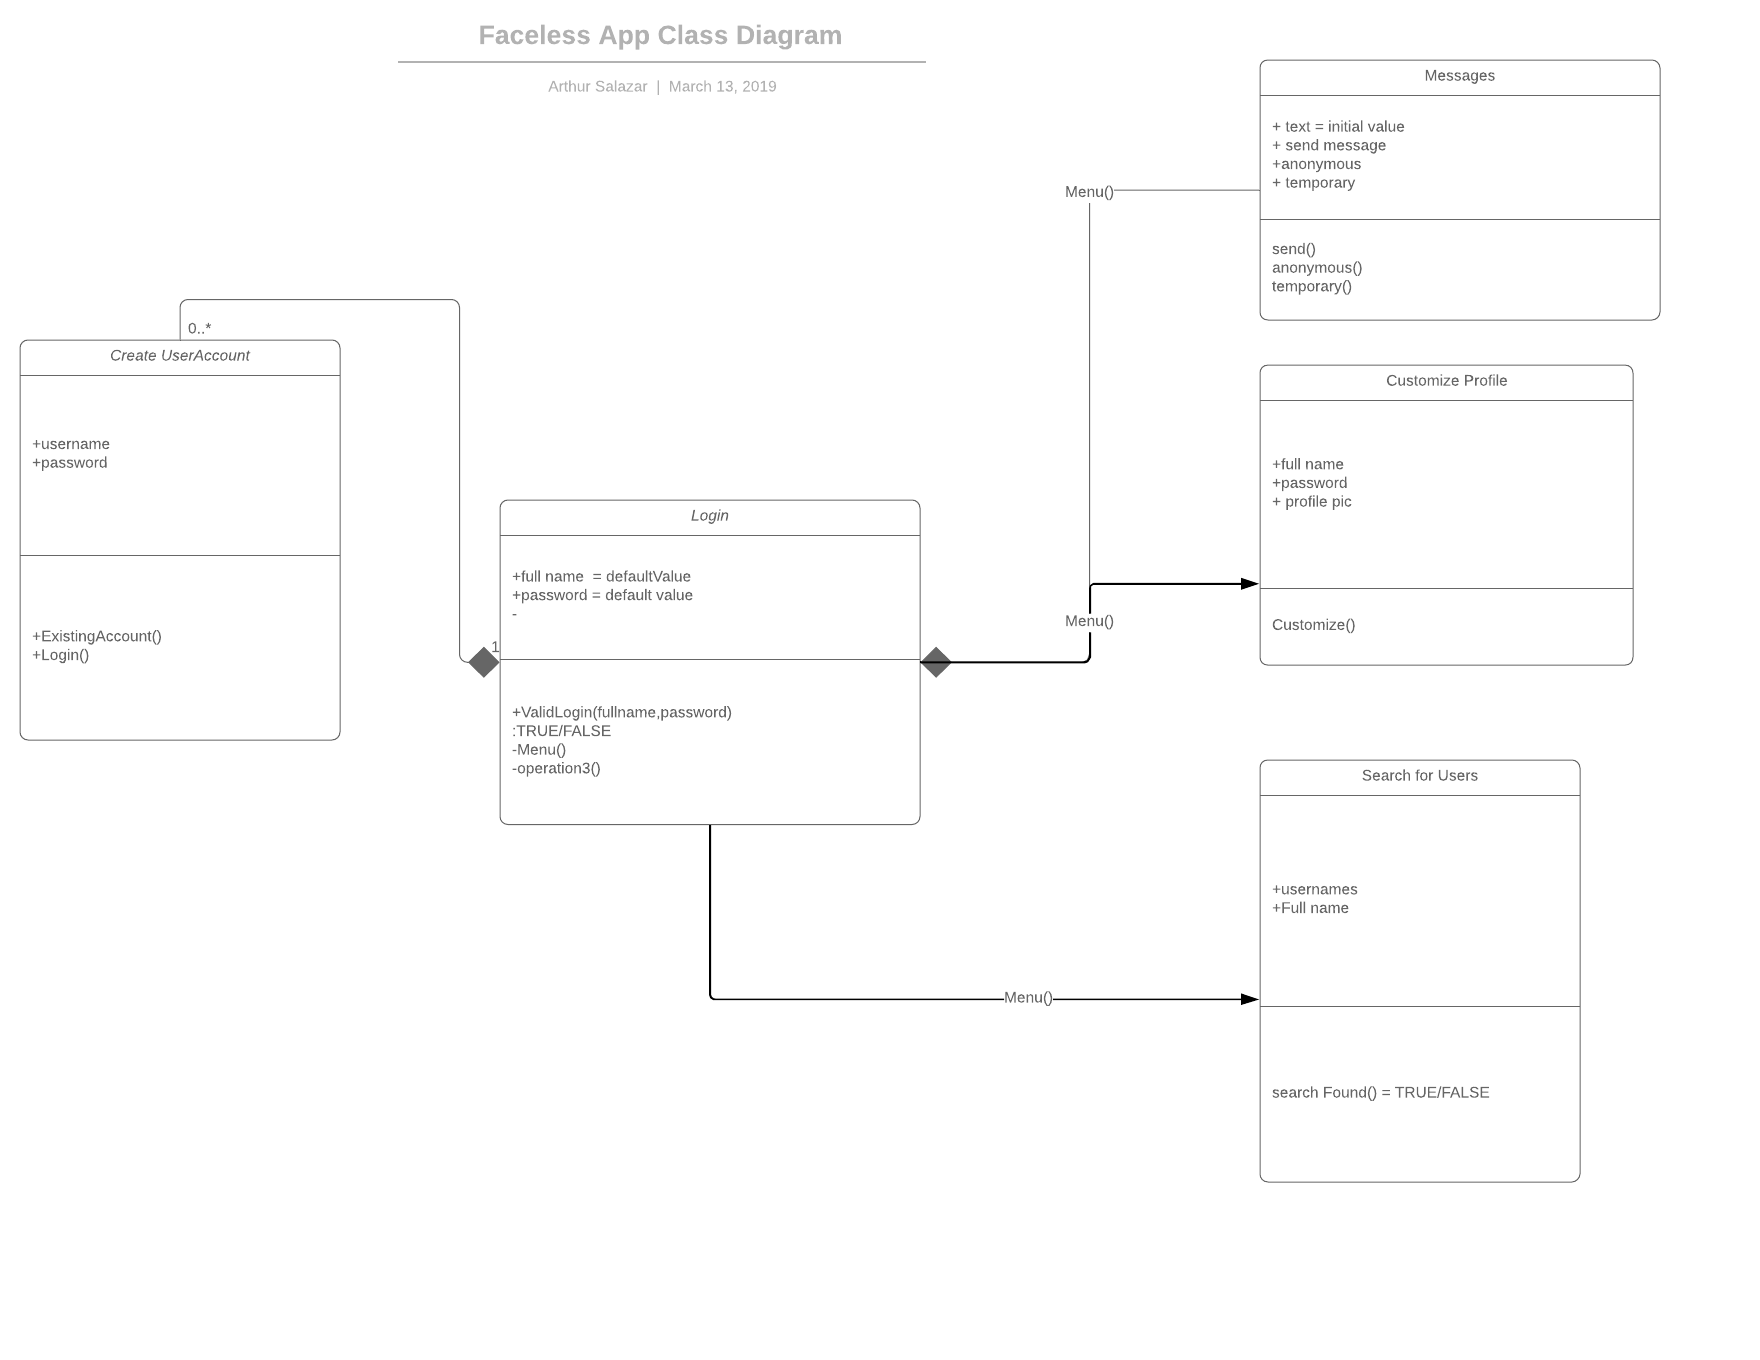 Faceless App Class Diagram
Arthur Salazar  |  March 13, 2019
Messages
+ text = initial value
+ send message
+anonymous
+ temporary
send()
anonymous()
temporary()
Menu()
0..*
Create UserAccount
+username
+password
+ExistingAccount()
+Login()
Login
+full name  = defaultValue
+password = default value
-
1
+ValidLogin(fullname,password)
:TRUE/FALSE
-Menu()
-operation3()
Menu()
Customize Profile
+full name
+password
+ profile pic
Customize()
Menu()
Search for Users
+usernames
+Full name
search Found() = TRUE/FALSE